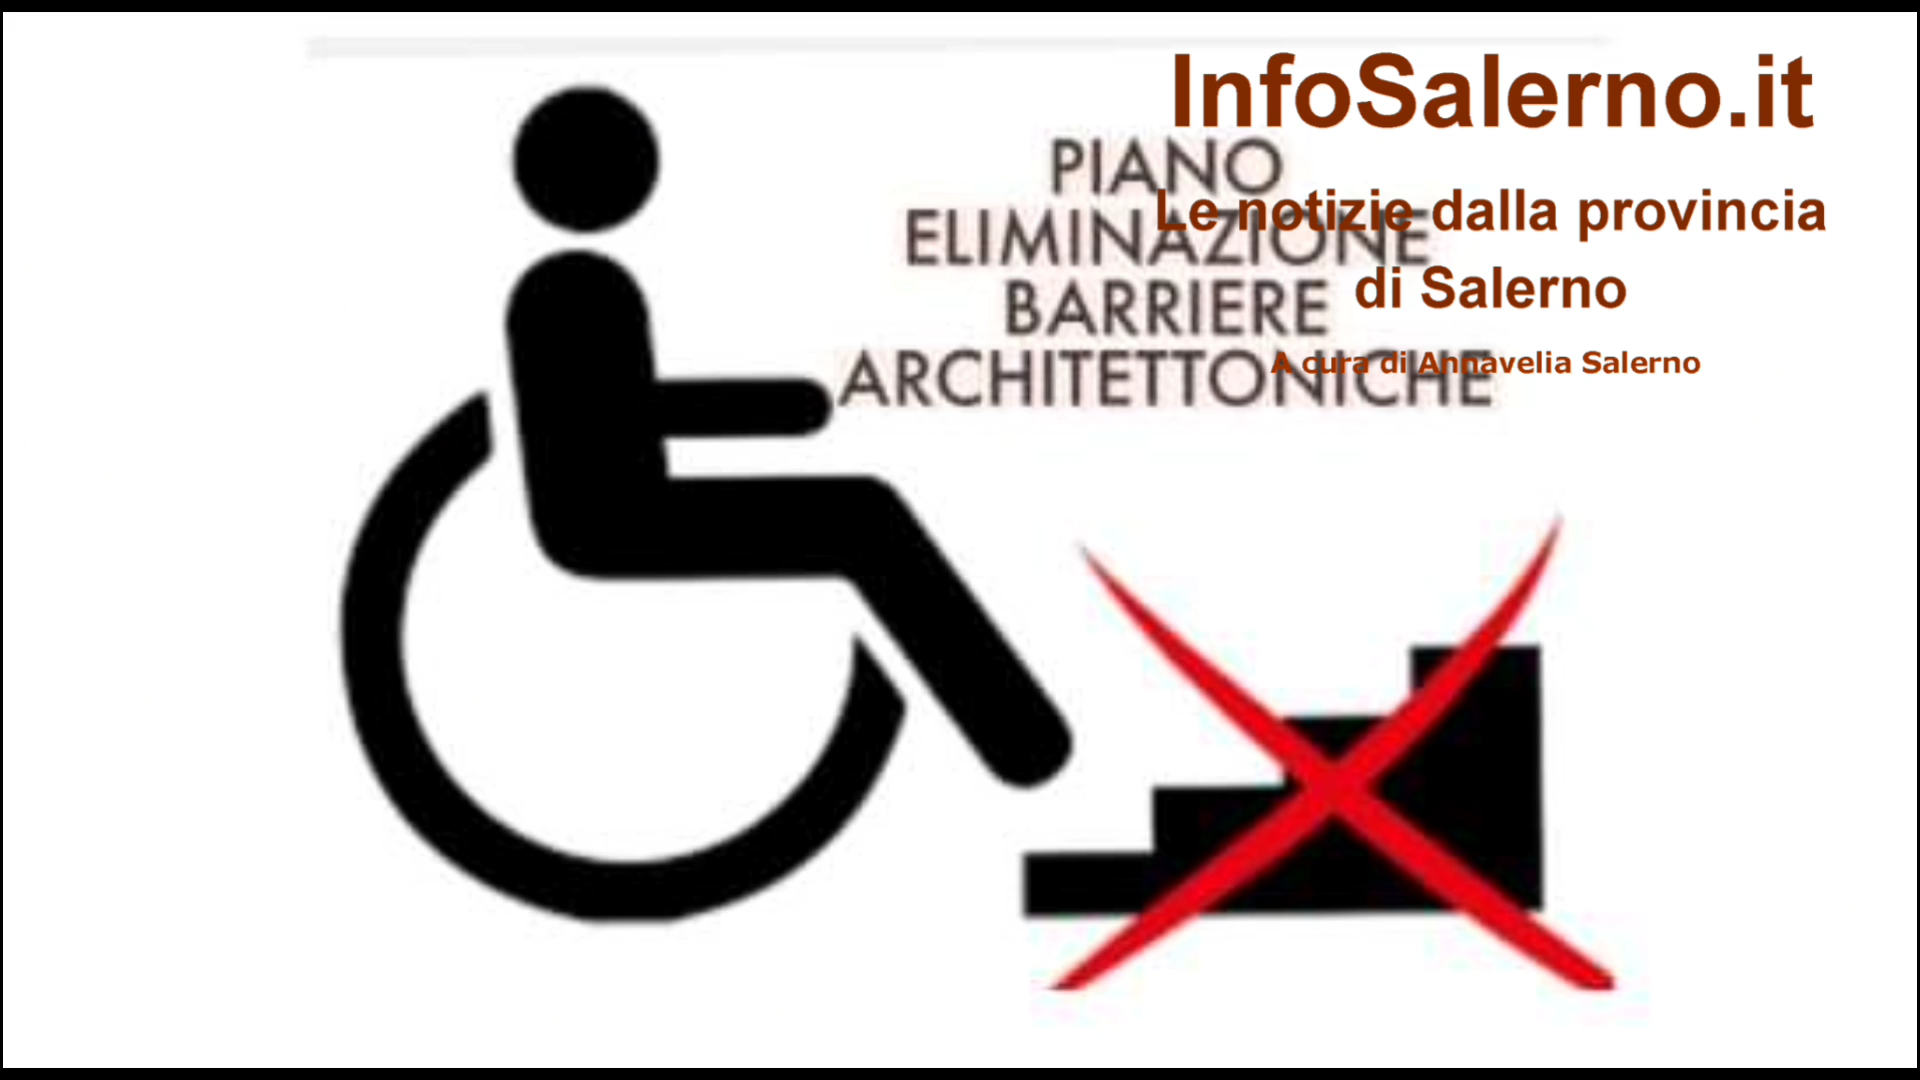 InfoSalerno.it
PIANO
Le notizie dalla provincia
ELIMINAZIONE
di Salerno
BARRIERE
A cura di Annavelia Salerno
ARCHITETTONICHE